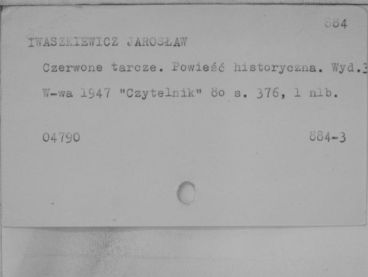 884
IWASZKIEWICZ JAROSŁAW
Czerwone tarcze. Powieść historyczna. Wyd.3
W-wa 1947 "Czytelnik" 8o s. 376, 1 nlb.
04790 884-3